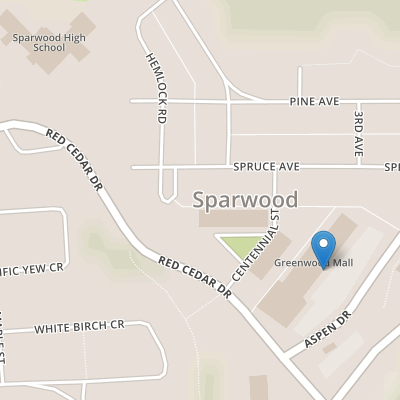 Sparwood High
School
HEMLOCK RD
PINE AVE
3RD AVE
RED CEDAR DR
SPRUCE AVE
Sparwood
CENTENNIAL ST
Greenwood Mall
RED CEDAR DR
WHITE BIRCH CR
ASPEN DR